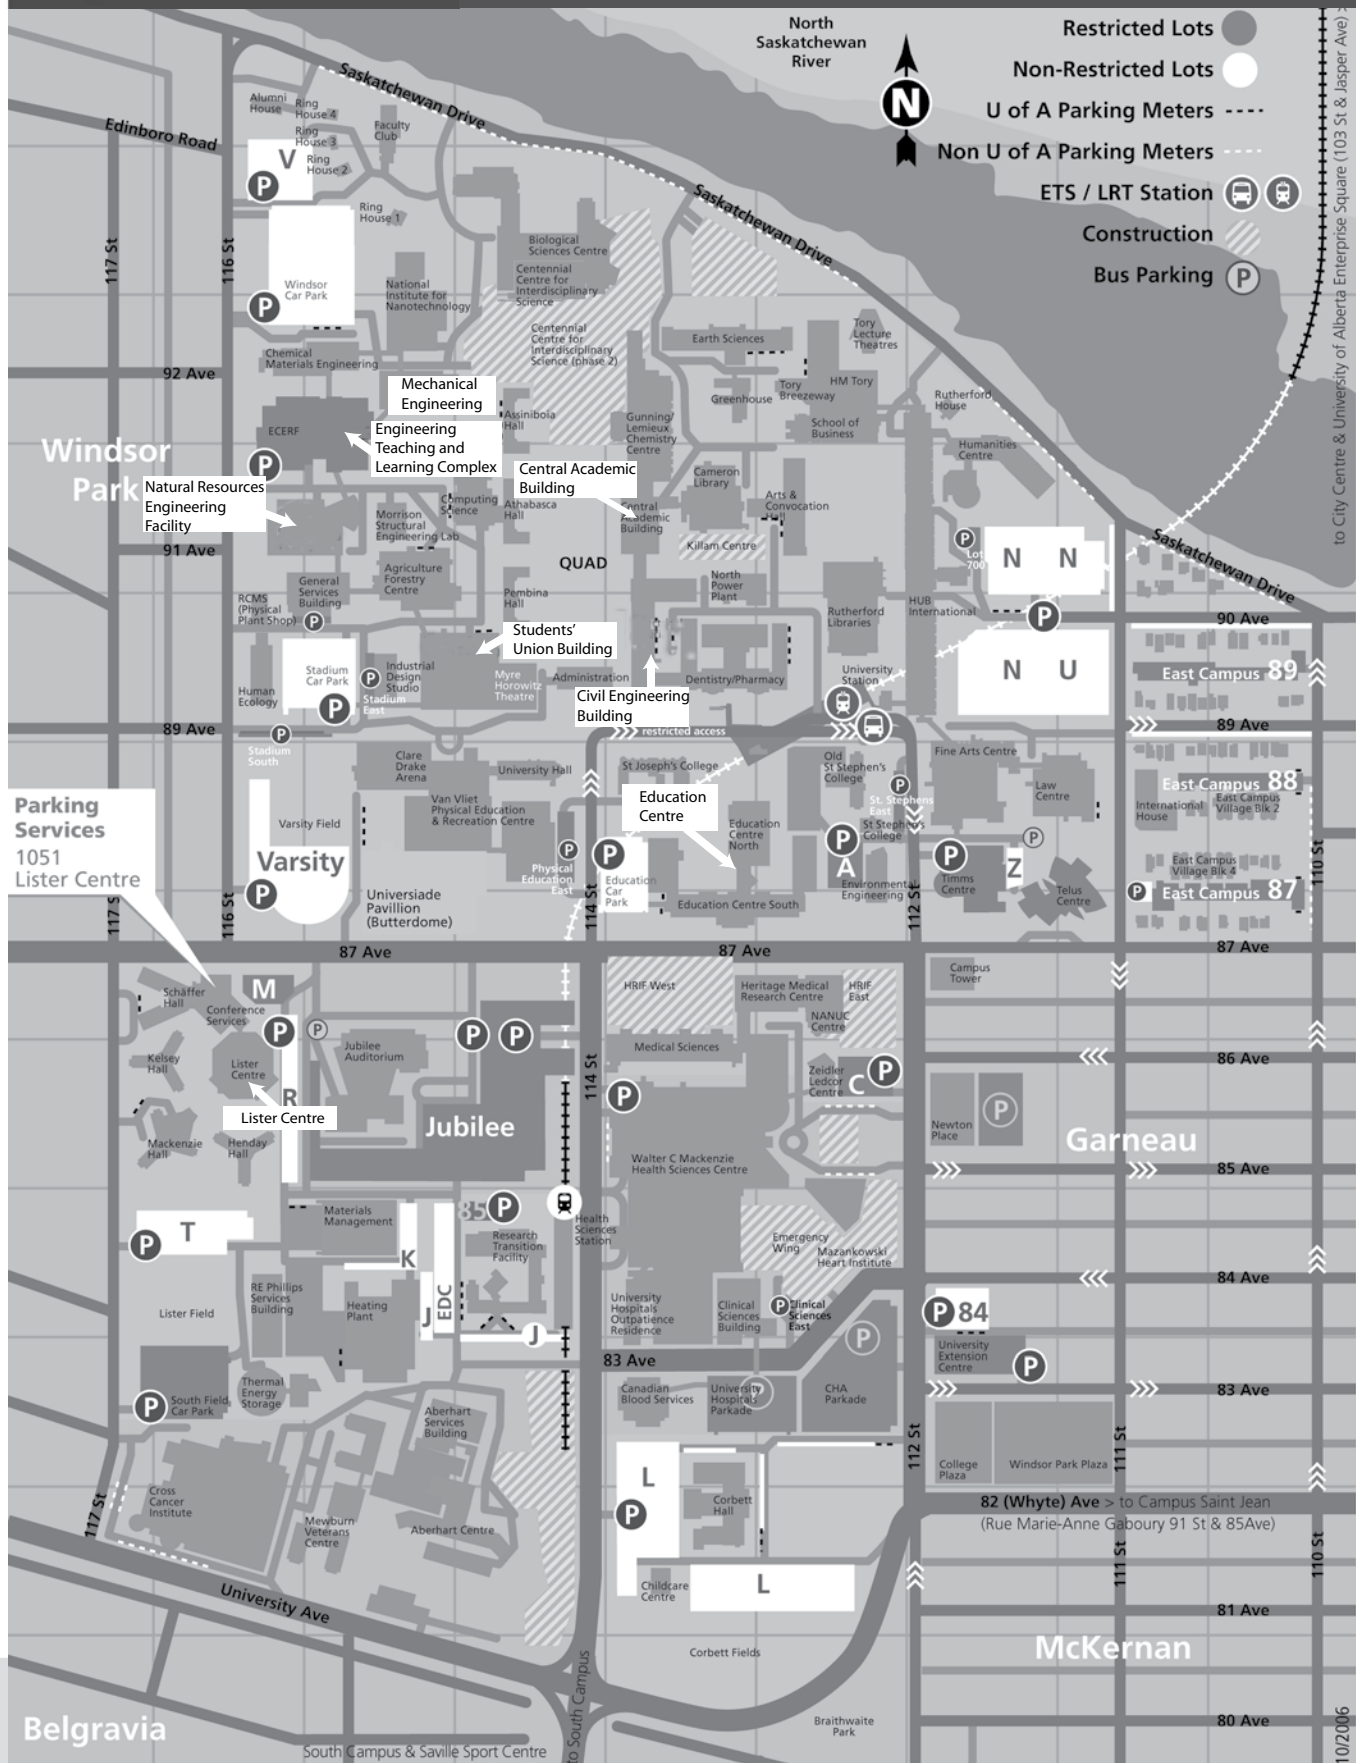 North
Saskatchewan
River
N
Restricted Lots
Non-Restricted Lots
U of A Parking Meters
Non U of A Parking Meters
ETS / LRT Station
Construction
Bus Parking
P
to City Centre & University of Alberta Enterprise Square (103 St & Jasper Ave) >
Saskatchewan Drive
Saskatchewan Drive
Saskatchewan Drive
Edinboro Road
117 St
116 St
Alumni
House
Ring
House 4
Ring
House 3
Ring
House 2
Faculty
Club
V
P
Ring
House 1
Windsor
Car Park
P
National
Institute for
Nanotechnology
Biological
Sciences Centre
Centennial
Centre for
Interdisciplinary
Science
Centennial
Centre for
Interdisciplinary
Science (phase 2)
Chemical
Materials Engineering
92 Ave
Mechanical
Engineering
Engineering
Teaching and
Learning Complex
ECERF
P
Windsor
Park
Natural Resources
Engineering
Facility
91 Ave
Assiniboia
Hall
Gunning/
Lemieux
Chemistry
Centre
Earth Sciences
Greenhouse
Tory
Breezeway
HM Tory
Tory
Lecture
Theatres
School of
Business
Rutherford
House
Humanities
Centre
Central Academic
Building
Central
Academic
Building
Computing
Science
Athabasca
Hall
Morrison
Structural
Engineering Lab
Cameron
Library
Arts &
Convocation
Hall
Killam Centre
QUAD
Agriculture
Forestry
Centre
General
Services
Building
P
RCMS
(Physical
Plant Shop)
Pembina
Hall
North
Power
Plant
Rutherford
Libraries
HUB
International
P
Lot
700
N N
P
N U
90 Ave
East Campus 89
89 Ave
Students'
Union Building
Stadium
Car Park
P
P
Stadium
East
Industrial
Design
Studio
Human
Ecology
Myre
Horowitz
Theatre
Administration
Civil Engineering
Building
Dentistry/Pharmacy
University
Station
89 Ave
P
Stadium
South
restricted access
Clare
Drake
Arena
University Hall
St Joseph's College
Old
St Stephen's
College
Fine Arts Centre
Law
Centre
P
St. Stephens
East
St Stephen's
College
International
House
East Campus 88
East Campus
Village Blk 2
East Campus
Village Blk 4
P East Campus 87
Parking
Services
1051
Lister Centre
Varsity Field
Varsity
P
Van Vliet
Physical Education
& Recreation Centre
Universiade
Pavillion
(Butterdome)
P
Physical
Education
East
Education
Centre
P
Education
Car
Park
Education
Centre
North
Education Centre South
P
A
Environmental
Engineering
P
Timms
Centre
Z
P
Telus
Centre
117 S
116 St
114 St
112 St
110 St
87 Ave
87 Ave
87 Ave
Schäffer
Hall
M
Conference
Services
P
P
Kelsey
Hall
Lister
Centre
R
Lister Centre
Mackenzie
Hall
Henday
Hall
Jubilee
Auditorium
P P
Jubilee
114 St
HRIF West
Heritage Medical
Research Centre
HRIF
East
NANUC
Centre
Medical Sciences
P
Zeidler
Ledcor
Centre
C
P
Walter C Mackenzie
Health Sciences Centre
Campus
Tower
86 Ave
Newton
Place
P
Garneau
85 Ave
T
P
Materials
Management
K
85 P
Research
Transition
Facility
Health
Sciences
Station
Emergency
Wing
Mazankowski
Heart Institute
84 Ave
Lister Field
RE Phillips
Services
Building
Heating
Plant
J
EDC
J
University
Hospitals
Outpatience
Residence
Clinical
Sciences
Building
P
Clinical
Sciences
East
P
P 84
University
Extension
Centre
P
83 Ave
83 Ave
South Field
Car Park
P
Thermal
Energy
Storage
Aberhart
Services
Building
Canadian
Blood Services
University
Hospitals
Parkade
P
CHA
Parkade
112 St
111 St
College
Plaza
Windsor Park Plaza
Cross
Cancer
Institute
117 St
Mewburn
Veterans
Centre
Aberhart Centre
L
P
Corbett
Hall
82 (Whyte) Ave > to Campus Saint Jean
(Rue Marie-Anne Gaboury 91 St & 85Ave)
111 St
110 St
University Ave
Childcare
Centre
L
81 Ave
McKernan
Corbett Fields
Braithwaite
Park
80 Ave
Belgravia
South Campus & Saville Sport Centre
to South Campus
10/2006